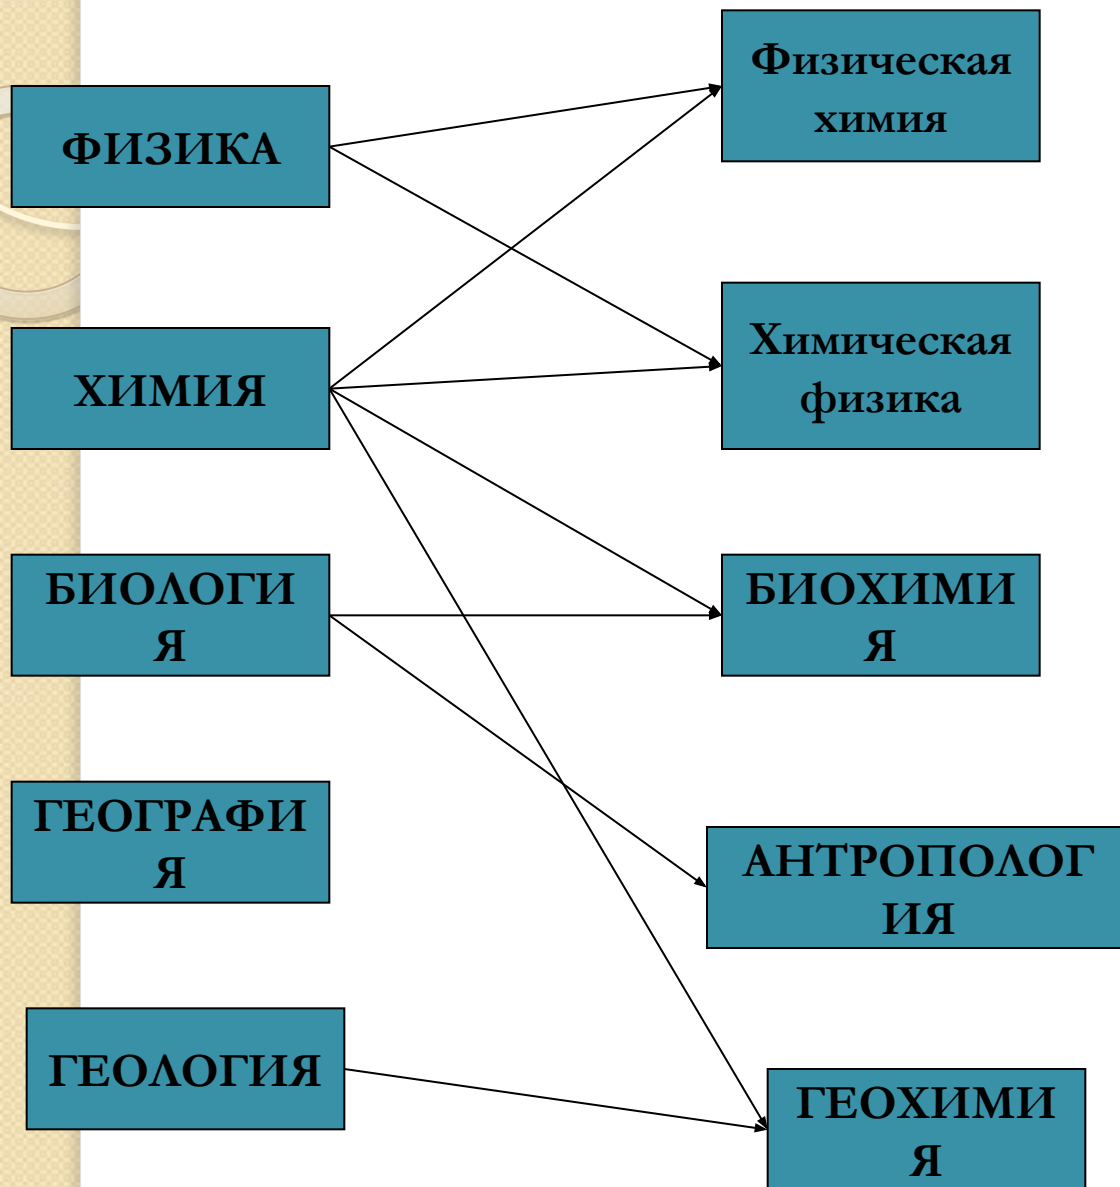 ФИЗИКА
ХИМИЯ
БИОЛОГИ
Я
ГЕОГРАФИ
Я
ГЕОЛОГИЯ
Физическая
химия
Химическая
физика
БИОХИМИ
Я
АНТРОПОЛОГ
ИЯ
ГЕОХИМИ
Я